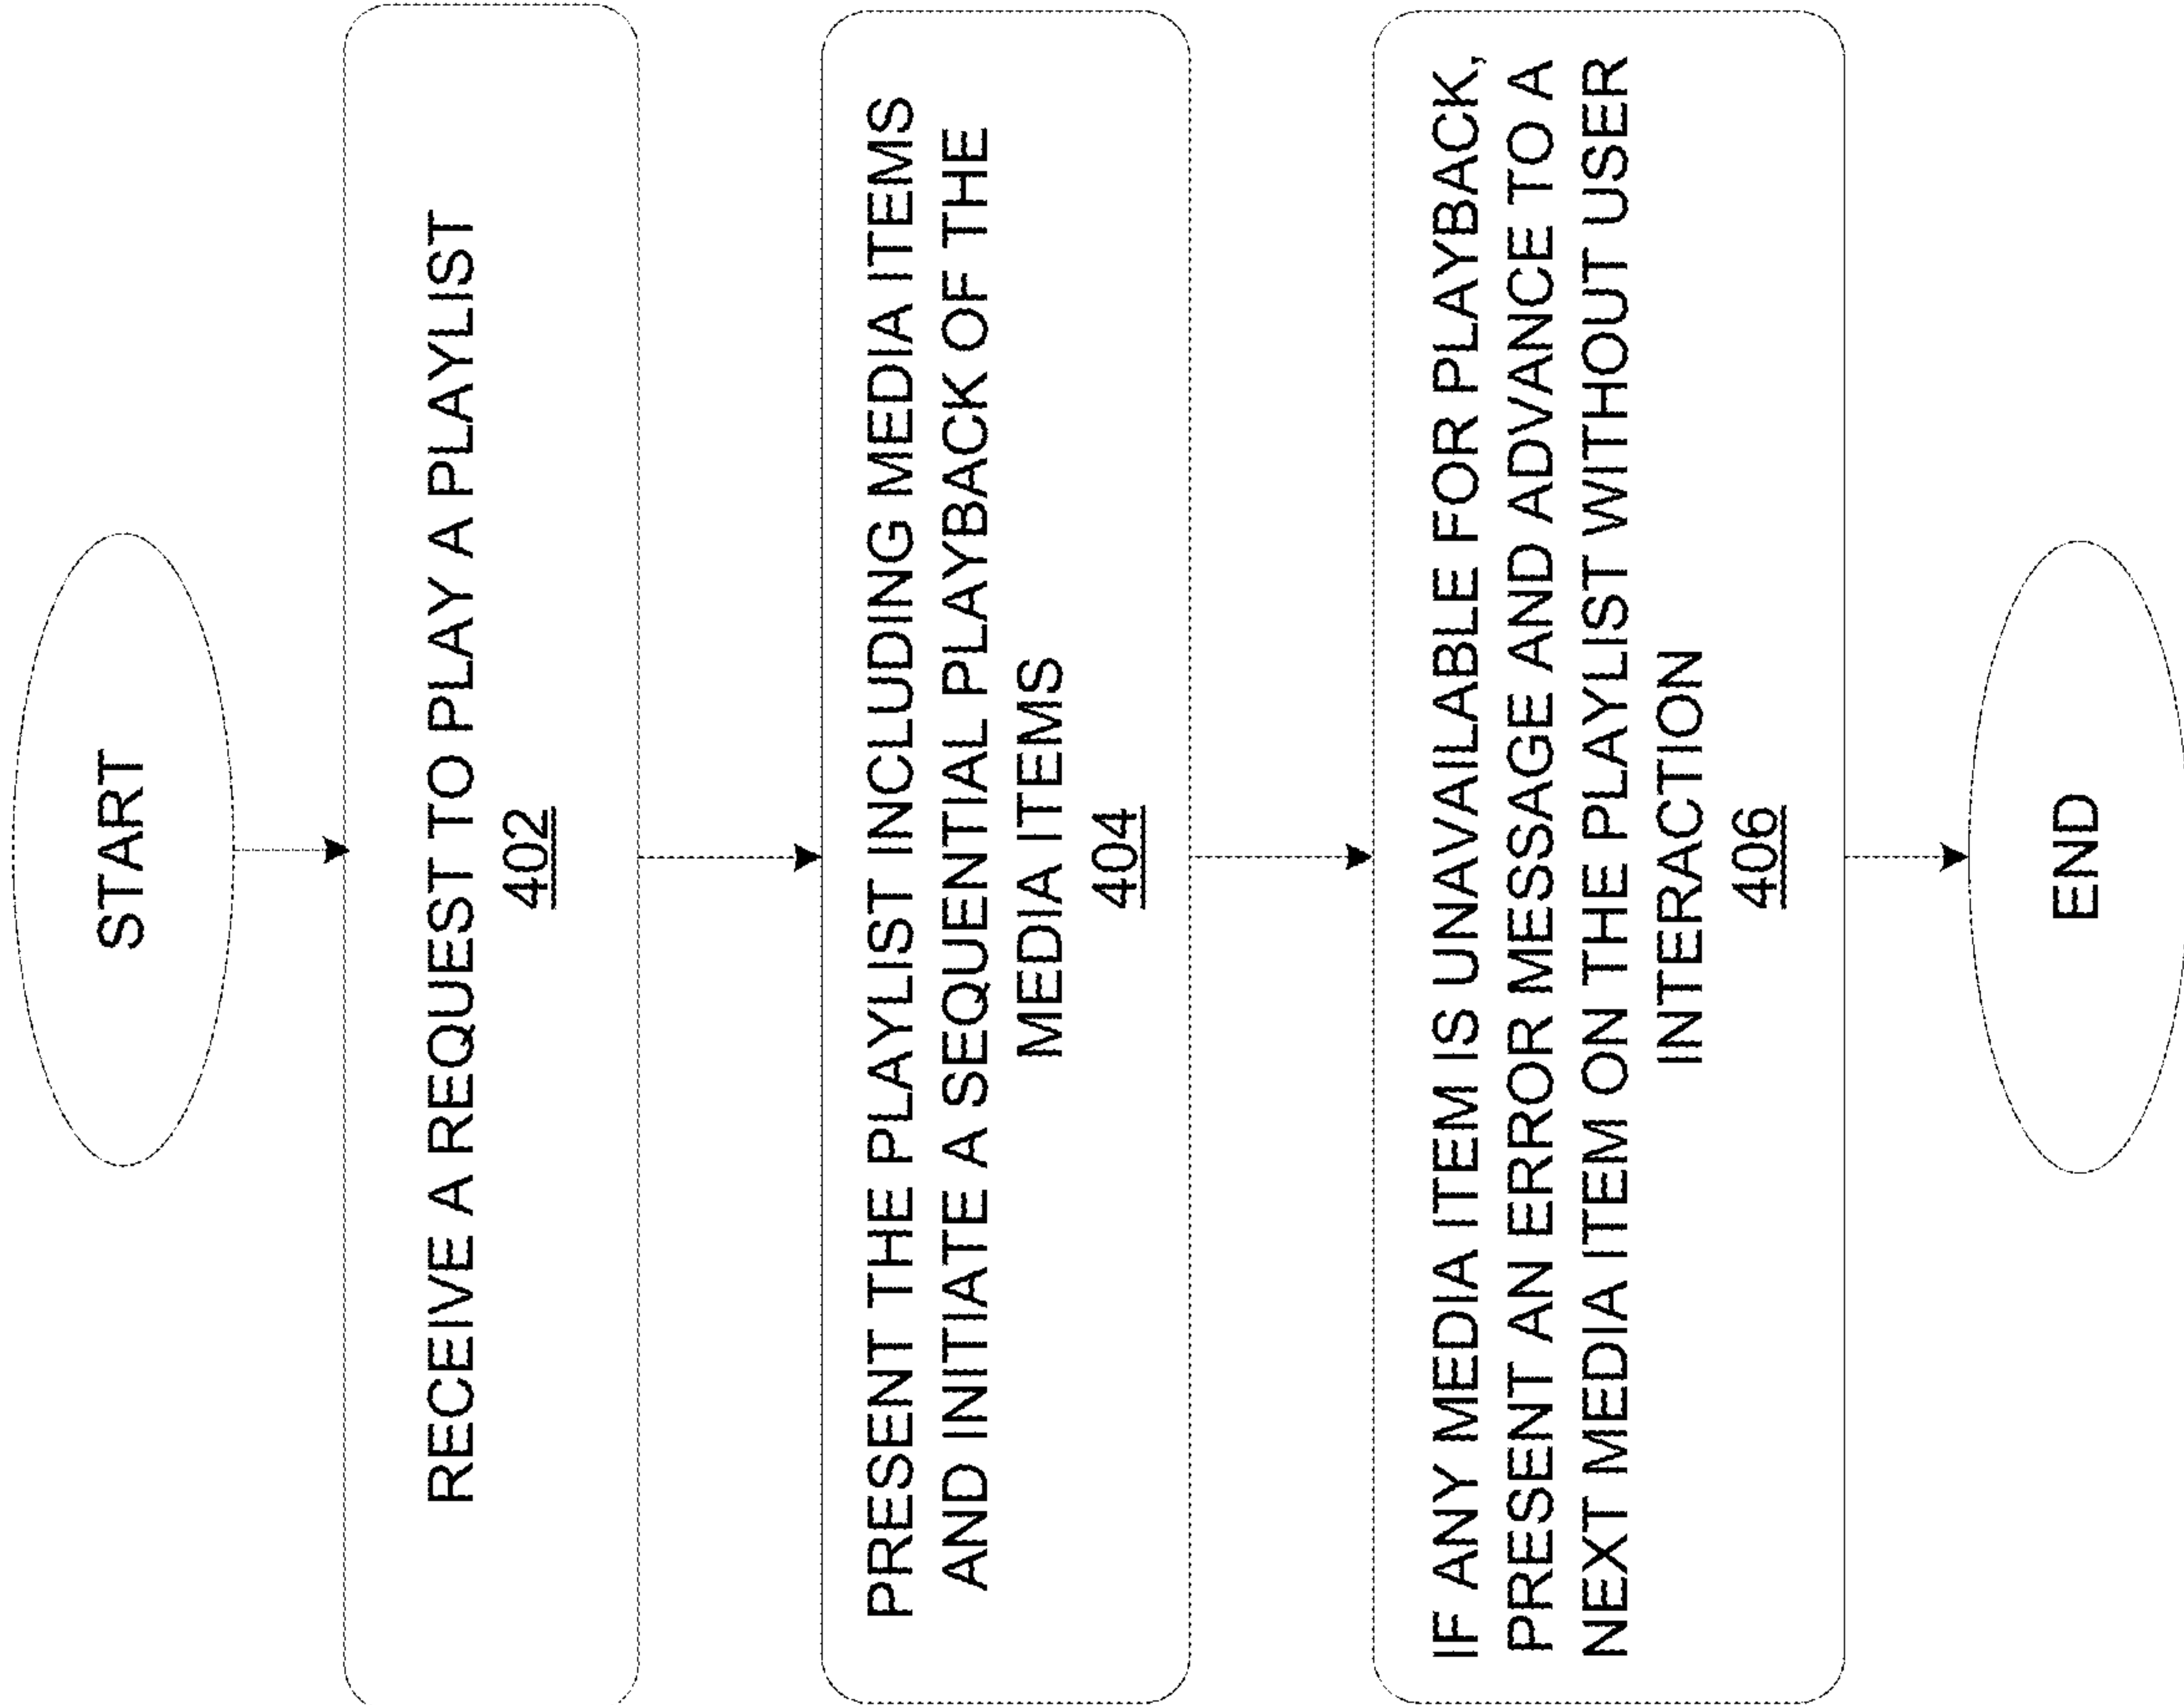 START
RECEIVE A REQUEST TO PLAY A PLAYLIST
402
PRESENT THE PLAYLIST INCLUDING MEDIA ITEMS
AND INITIATE A SEQUENTIAL PLAYBACK OF THE
MEDIA ITEMS
404
IF ANY MEDIA ITEM IS UNAVAILABLE FOR PLAYBACK,
PRESENT AN ERROR MESSAGE AND ADVANCE TO A
NEXT MEDIA ITEM ON THE PLAYLIST WITHOUT USER
INTERACTION
406
END